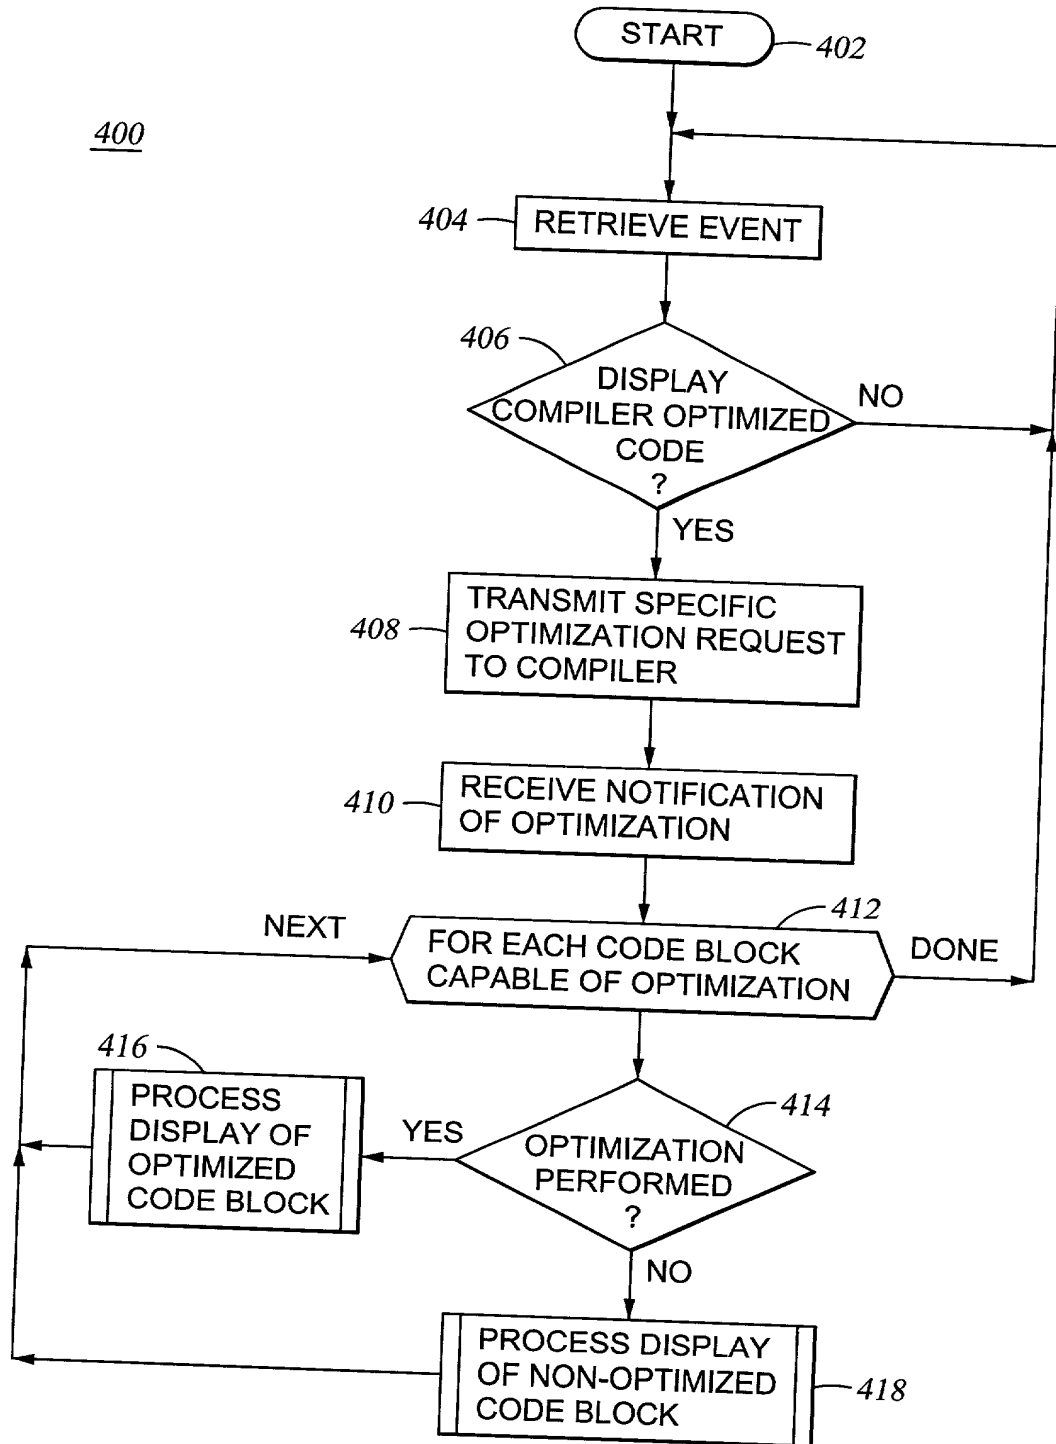 START
402
400
404
RETRIEVE EVENT
406
DISPLAY
COMPILER OPTIMIZED
CODE
?
NO
YES
408
TRANSMIT SPECIFIC
OPTIMIZATION REQUEST
TO COMPILER
410
RECEIVE NOTIFICATION
OF OPTIMIZATION
412
NEXT
FOR EACH CODE BLOCK
CAPABLE OF OPTIMIZATION
DONE
416
PROCESS
DISPLAY OF
OPTIMIZED
CODE BLOCK
YES
414
OPTIMIZATION
PERFORMED
?
NO
PROCESS DISPLAY
OF NON-OPTIMIZED
CODE BLOCK
418